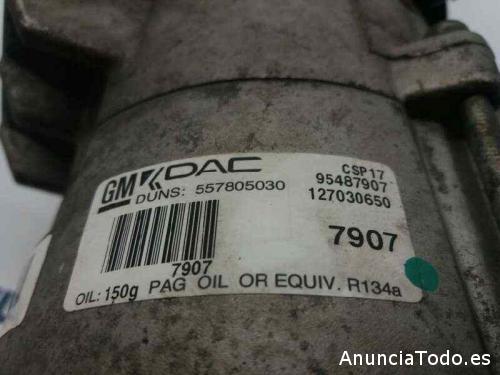 GM DAC CSP17
DUNS: 557805030 95487907
127030650
7907
7907
OIL: 150g PAG OIL OR EQUIV. R134a
AnunciaTodo.es